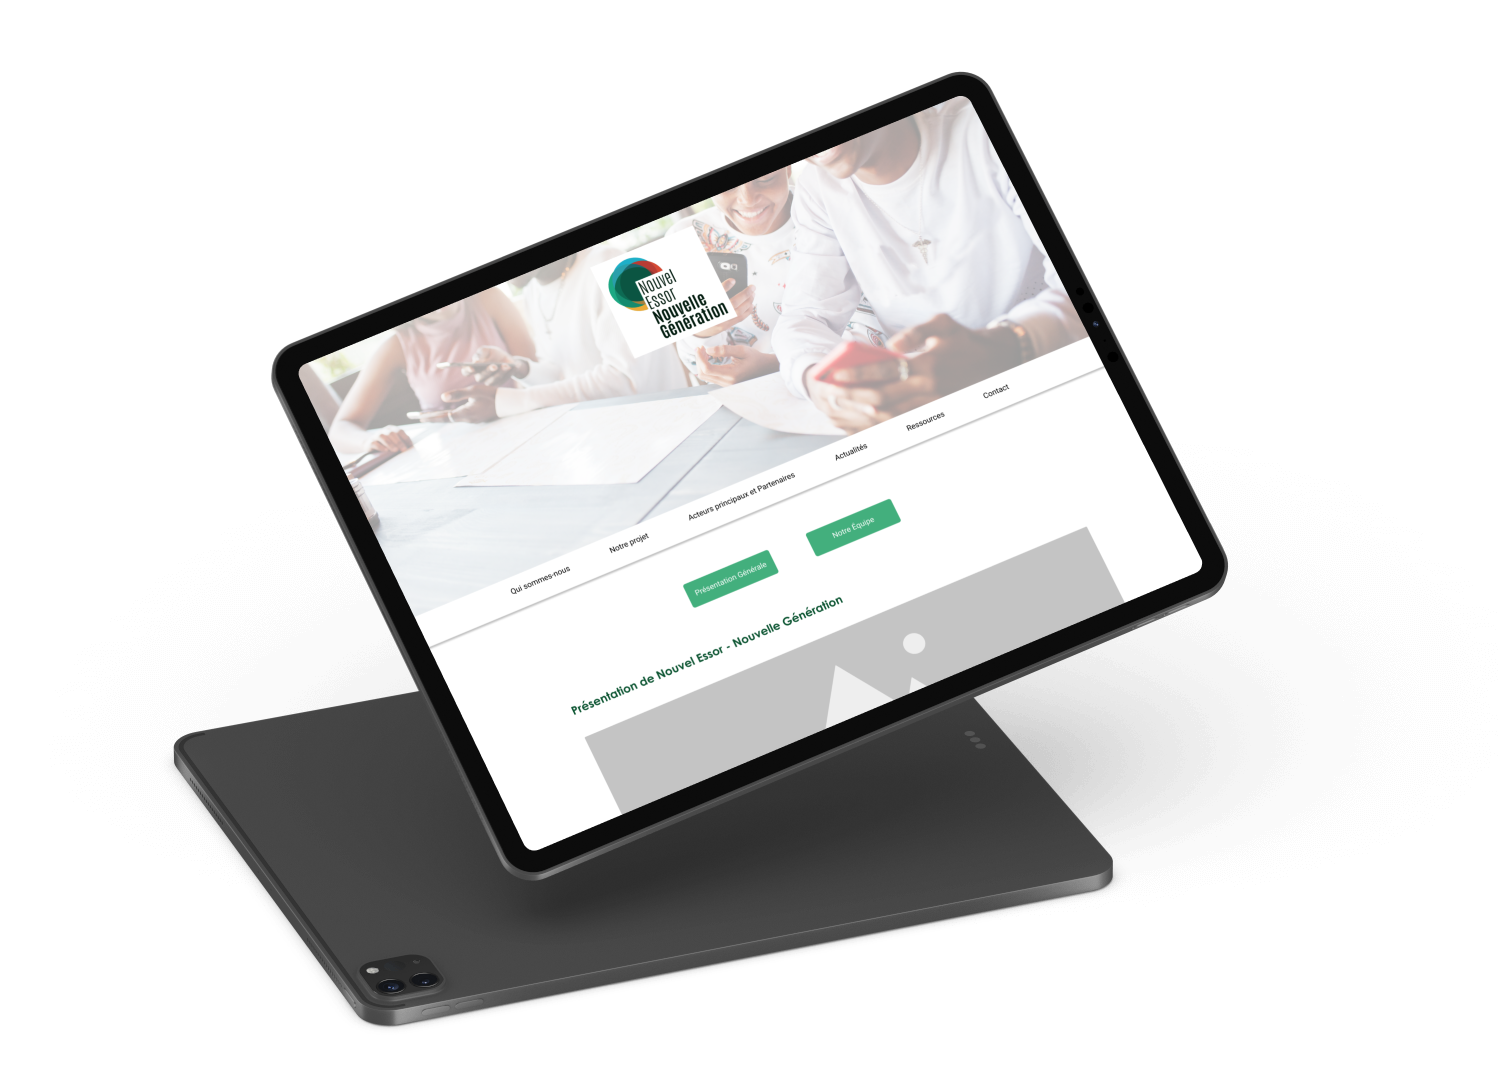 Nouvel
Essor
Nouvelle
Génération
Qui sommes-nous
Notre projet
Acteurs principaux et Partenaires
Actualités
Ressources
Contact
Présentation Générale
Notre Équipe
Présentation de Nouvel Essor - Nouvelle Génération